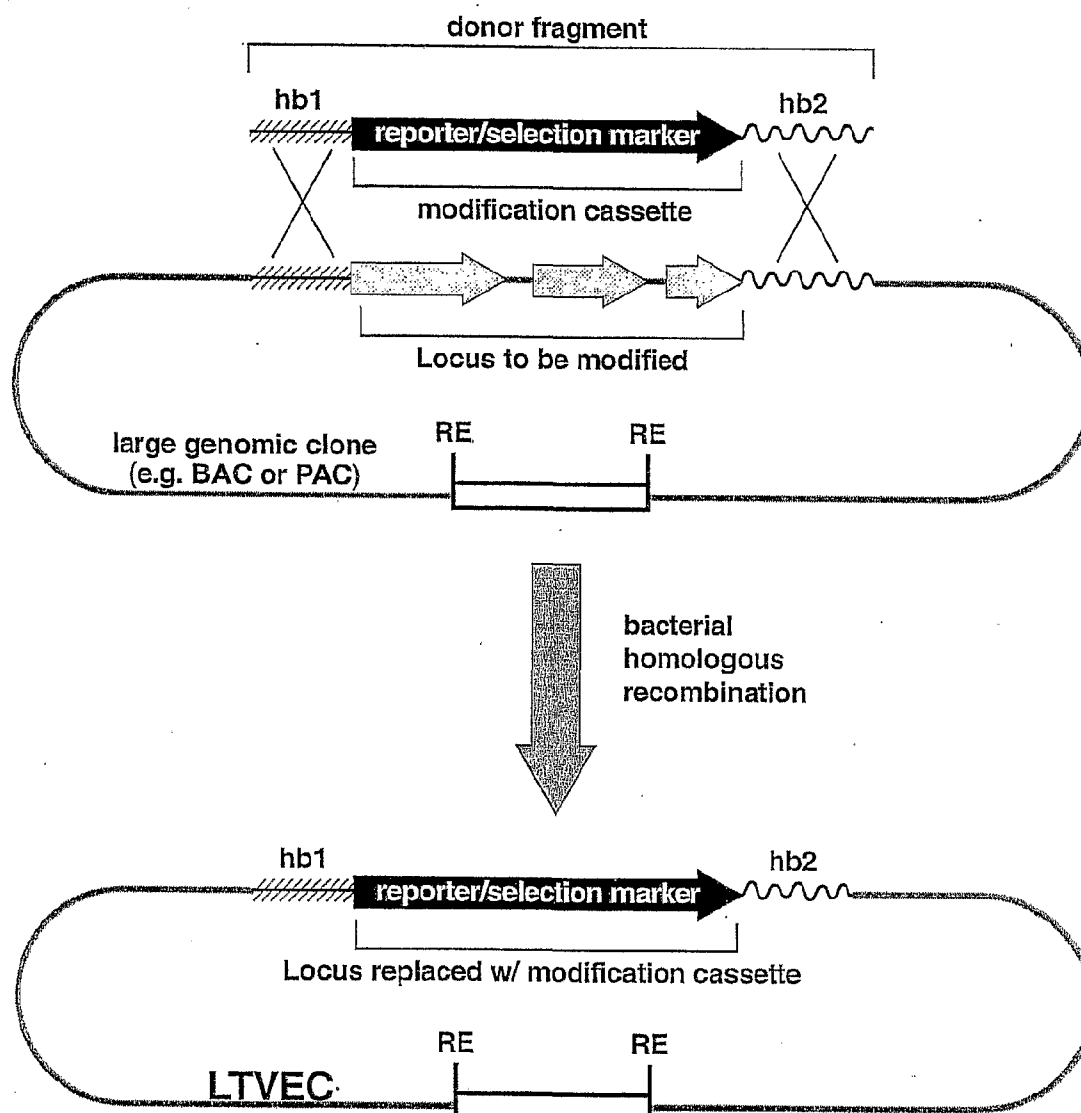 donor fragment
hb1
hb2
reporter/selection marker
modification cassette
Locus to be modified
large genomic clone
(e.g. BAC or PAC)
RE
RE
bacterial
homologous
recombination
hb1
hb2
reporter/selection marker
Locus replaced w/ modification cassette
RE
RE
LTVEC